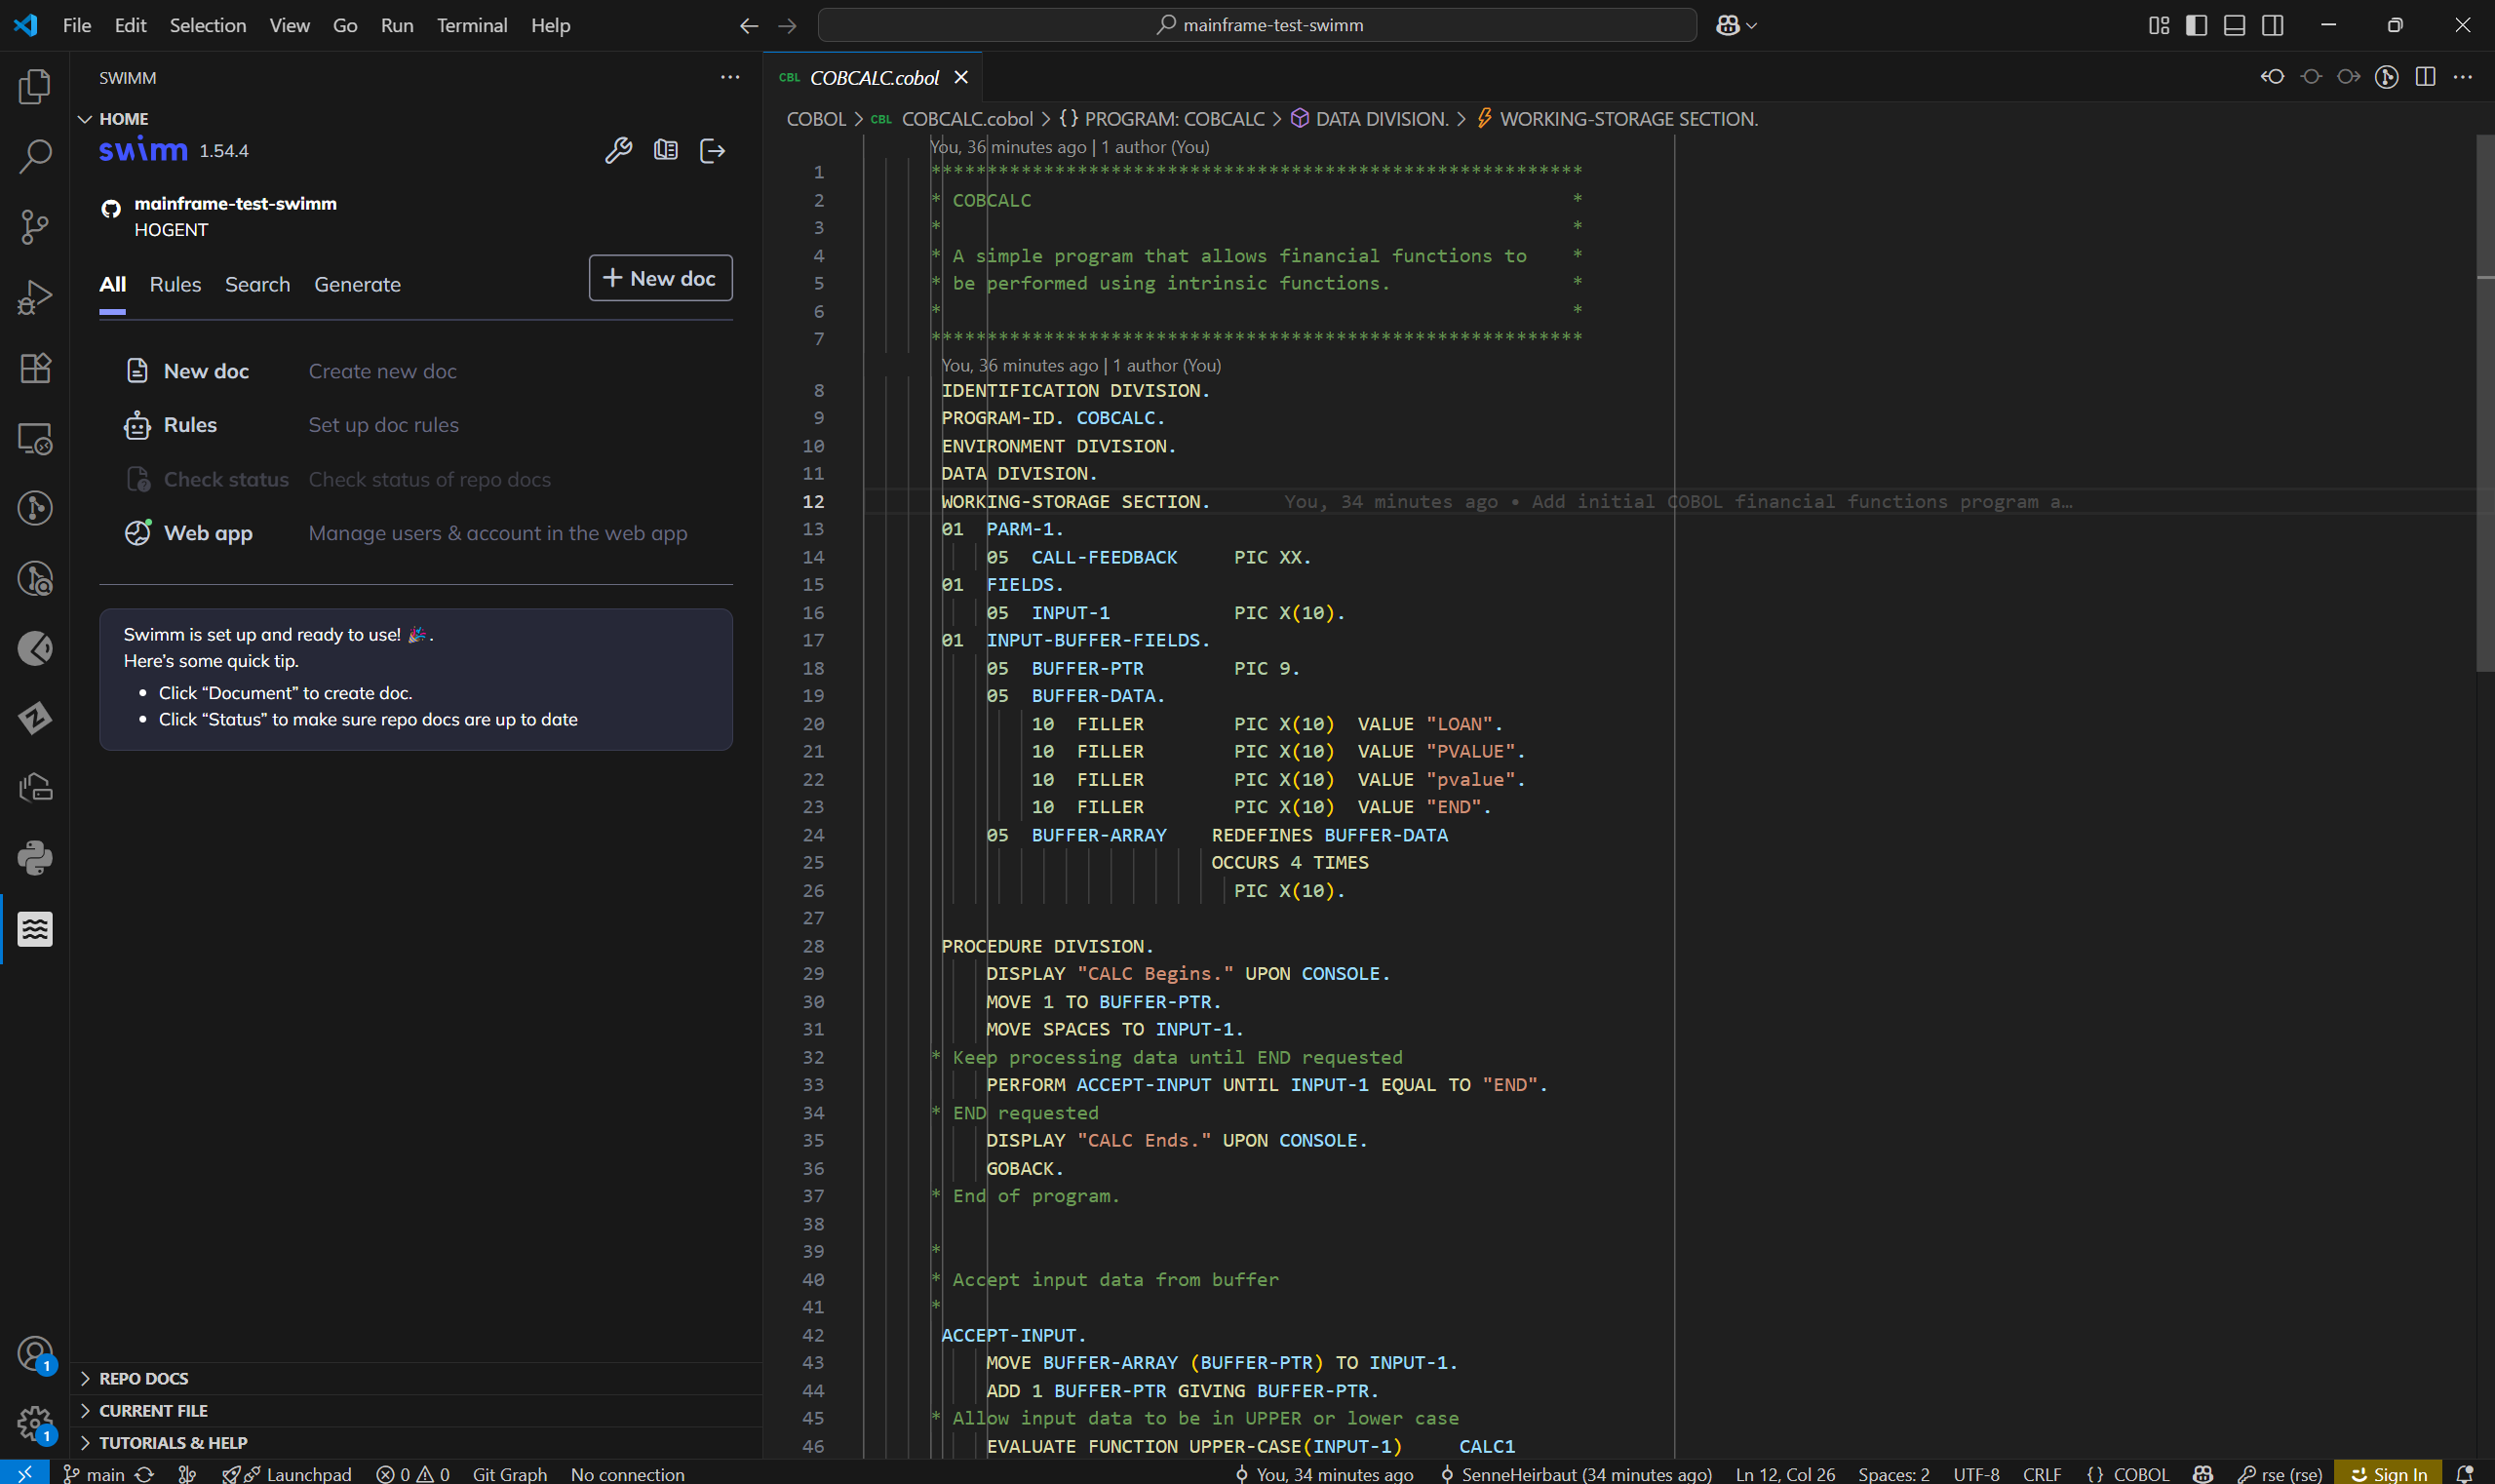 File Edit Selection View Go Run Terminal Help
mainframe-test-swimm
SWIMM
HOME
swimm 1.54.4
mainframe-test-swimm
HOGENT
All Rules Search Generate
+ New doc
New doc Create new doc
Rules Set up doc rules
Check status Check status of repo docs
Web app Manage users & account in the web app
Swimm is set up and ready to use! 🎉.
Here's some quick tip.
• Click “Document” to create doc.
• Click “Status” to make sure repo docs are up to date
REPO DOCS
CURRENT FILE
TUTORIALS & HELP
CBL COBCALC.cobol
COBOL > CBL COBCALC.cobol > {} PROGRAM: COBCALC > DATA DIVISION. > WORKING-STORAGE SECTION.
You, 36 minutes ago | 1 author (You)
1 **********************************************************
2 * COBCALC *
3 * *
4 * A simple program that allows financial functions to *
5 * be performed using intrinsic functions. *
6 * *
7 **********************************************************
You, 36 minutes ago | 1 author (You)
8 IDENTIFICATION DIVISION.
9 PROGRAM-ID. COBCALC.
10 ENVIRONMENT DIVISION.
11 DATA DIVISION.
12 WORKING-STORAGE SECTION. You, 34 minutes ago • Add initial COBOL financial functions program a…
13 01 PARM-1.
14 05 CALL-FEEDBACK PIC XX.
15 01 FIELDS.
16 05 INPUT-1 PIC X(10).
17 01 INPUT-BUFFER-FIELDS.
18 05 BUFFER-PTR PIC 9.
19 05 BUFFER-DATA.
20 10 FILLER PIC X(10) VALUE "LOAN".
21 10 FILLER PIC X(10) VALUE "PVALUE".
22 10 FILLER PIC X(10) VALUE "pvalue".
23 10 FILLER PIC X(10) VALUE "END".
24 05 BUFFER-ARRAY REDEFINES BUFFER-DATA
25 OCCURS 4 TIMES
26 PIC X(10).
27
28 PROCEDURE DIVISION.
29 DISPLAY "CALC Begins." UPON CONSOLE.
30 MOVE 1 TO BUFFER-PTR.
31 MOVE SPACES TO INPUT-1.
32 * Keep processing data until END requested
33 PERFORM ACCEPT-INPUT UNTIL INPUT-1 EQUAL TO "END".
34 * END requested
35 DISPLAY "CALC Ends." UPON CONSOLE.
36 GOBACK.
37 * End of program.
38
39 *
40 * Accept input data from buffer
41 *
42 ACCEPT-INPUT.
43 MOVE BUFFER-ARRAY (BUFFER-PTR) TO INPUT-1.
44 ADD 1 BUFFER-PTR GIVING BUFFER-PTR.
45 * Allow input data to be in UPPER or lower case
46 EVALUATE FUNCTION UPPER-CASE(INPUT-1) CALC1
1
1
main Launchpad 0 0 Git Graph No connection You, 34 minutes ago SenneHeirbaut (34 minutes ago) Ln 12, Col 26 Spaces: 2 UTF-8 CRLF {} COBOL rse (rse) Sign In